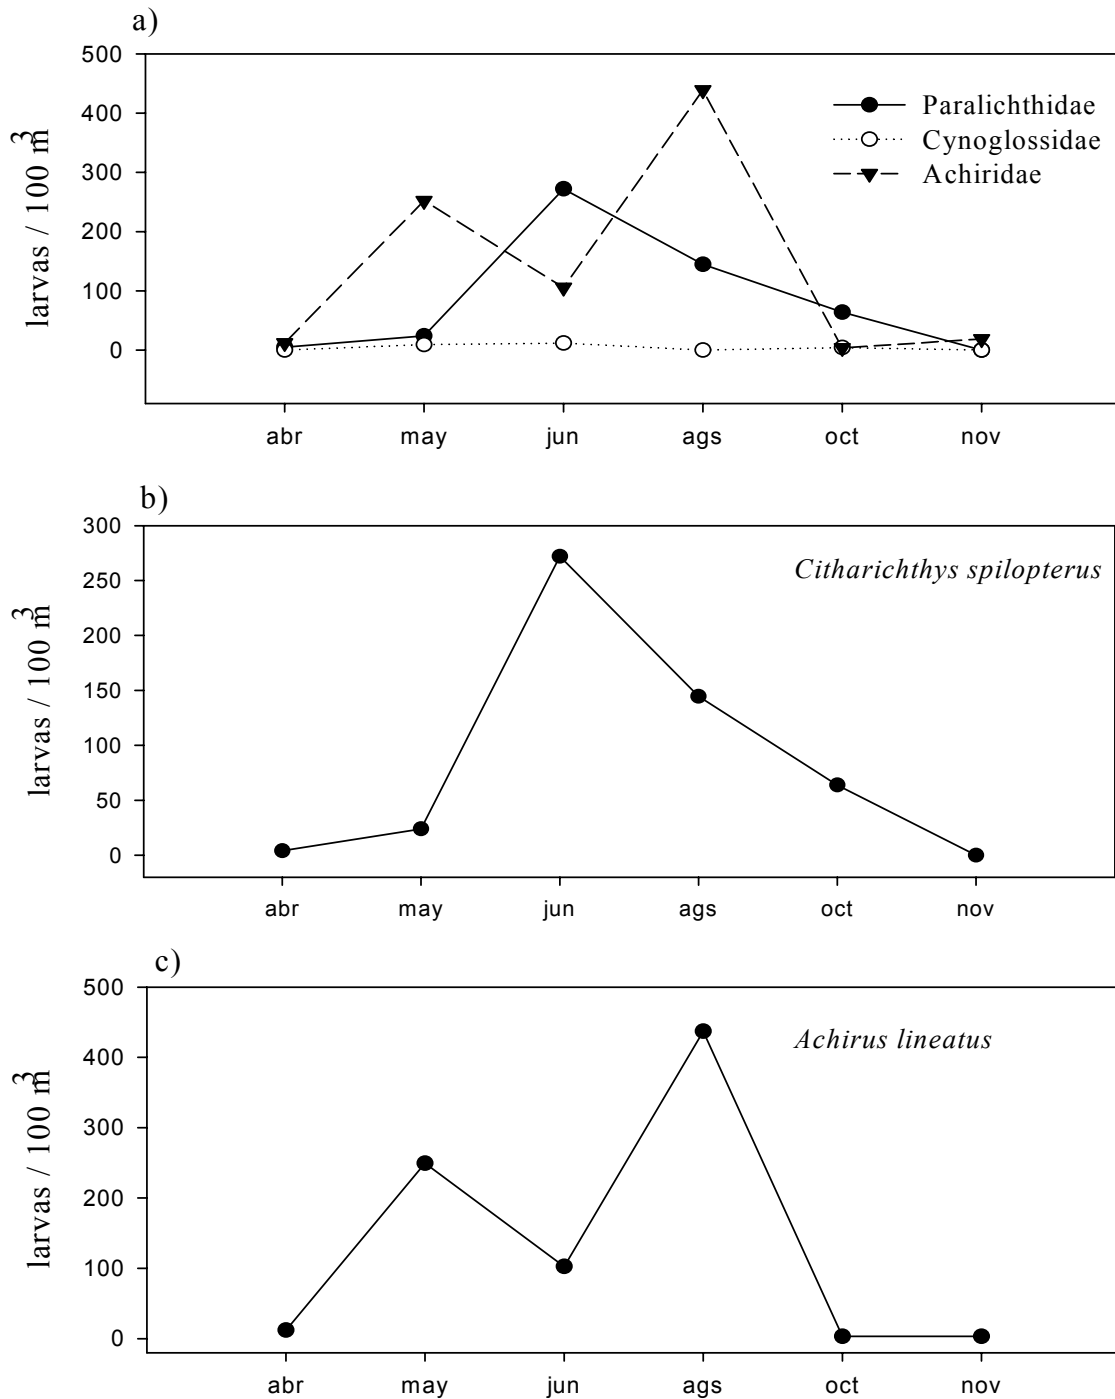 a)
500
400
300
200
100
0
larvas / 100 m3
Paralichthidae
Cynoglossidae
Achiridae
abr may jun ags oct nov
b)
300
250
200
150
100
50
0
larvas / 100 m3
Citharichthys spilopterus
abr may jun ags oct nov
c)
500
400
300
200
100
0
larvas / 100 m3
Achirus lineatus
abr may jun ags oct nov